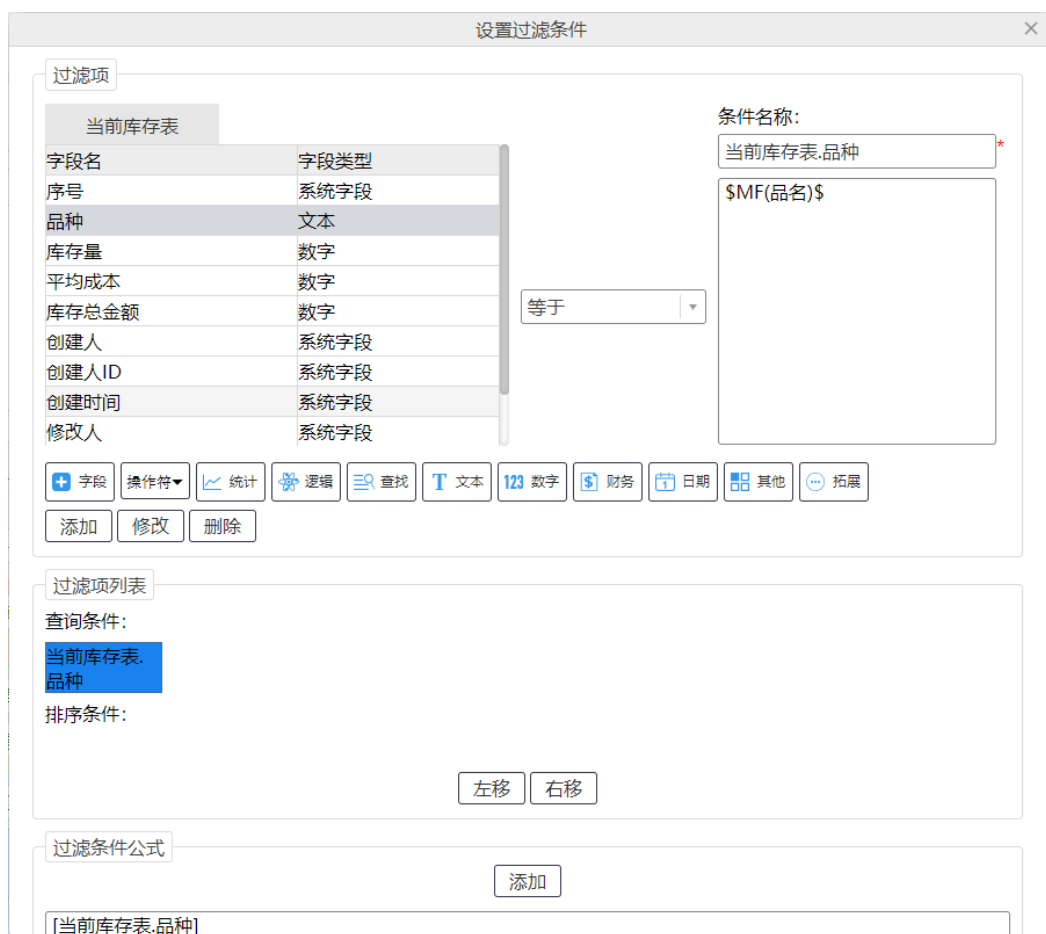 设置过滤条件
过滤项
当前库存表
字段名 字段类型
序号 系统字段
品种 文本
库存量 数字
平均成本 数字
库存总金额 数字
创建人 系统字段
创建人ID 系统字段
创建时间 系统字段
修改人 系统字段
等于
条件名称:
当前库存表.品种 *
$MF(品名)$
字段 操作符 统计 逻辑 查找 T 文本 123 数字 $ 财务 1 日期 其他 拓展
添加 修改 删除
过滤项列表
查询条件:
当前库存表.
品种
排序条件:
左移 右移
过滤条件公式
添加
[当前库存表.品种]